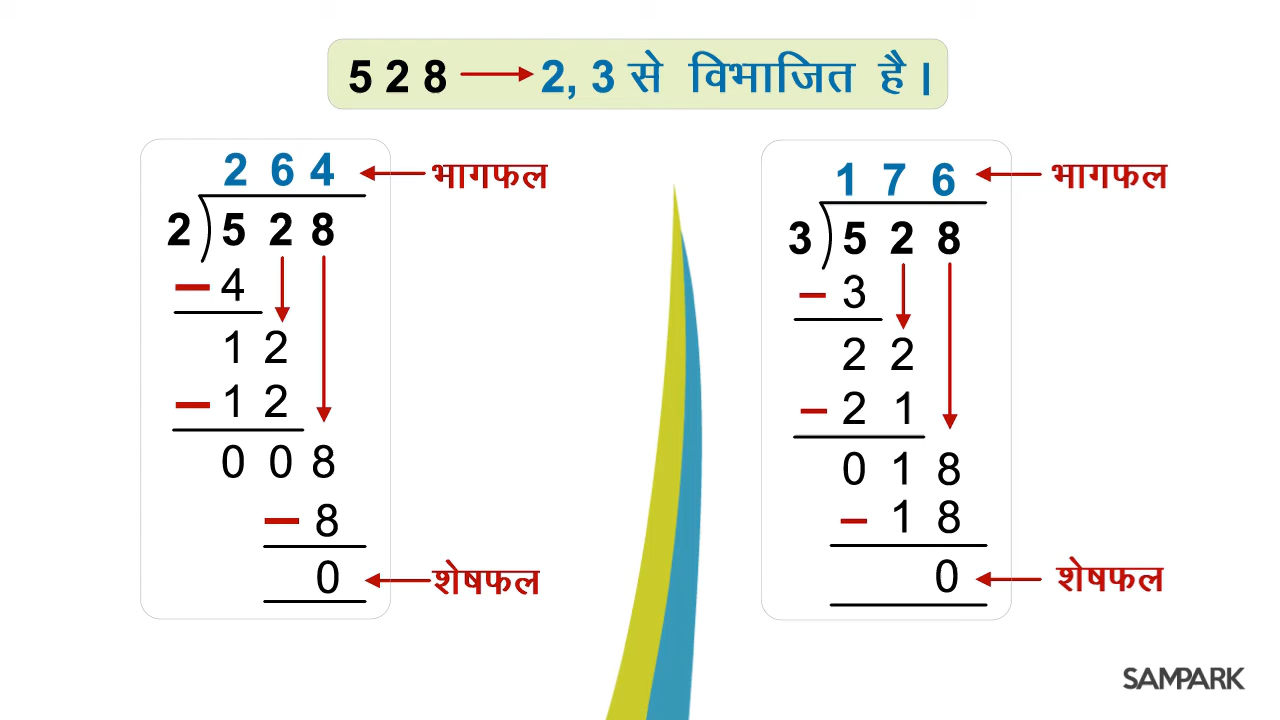 5 2 8 → 2, 3 से विभाजित है।
2 6 4 ← भागफल
2) 5 2 8
– 4
1 2
– 1 2
0 0 8
– 8
0 ← शेषफल
1 7 6 ← भागफल
3) 5 2 8
– 3
2 2
– 2 1
0 1 8
– 1 8
0 ← शेषफल
SAMPARK